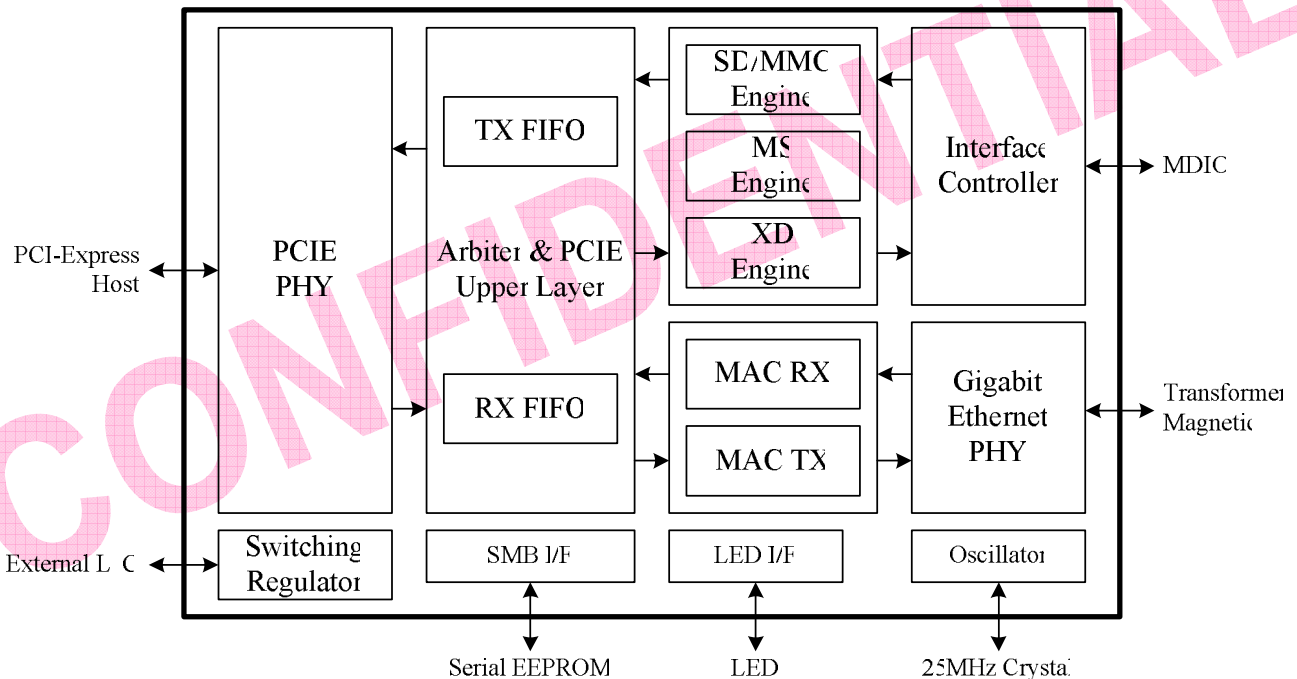 CONFIDENTIAL
SD/MMC
Engine
TX FIFO
MS
Engine
Interface
Controller
MDIO
PCI-Express
Host
PCIE
PHY
Arbiter & PCIE
Upper Layer
XD
Engine
MAC RX
RX FIFO
Gigabit
Ethernet
PHY
Transformer
Magnetic
MAC TX
External L C
Switching
Regulator
SMB I/F
LED I/F
Oscillator
Serial EEPROM
LED
25MHz Crystal